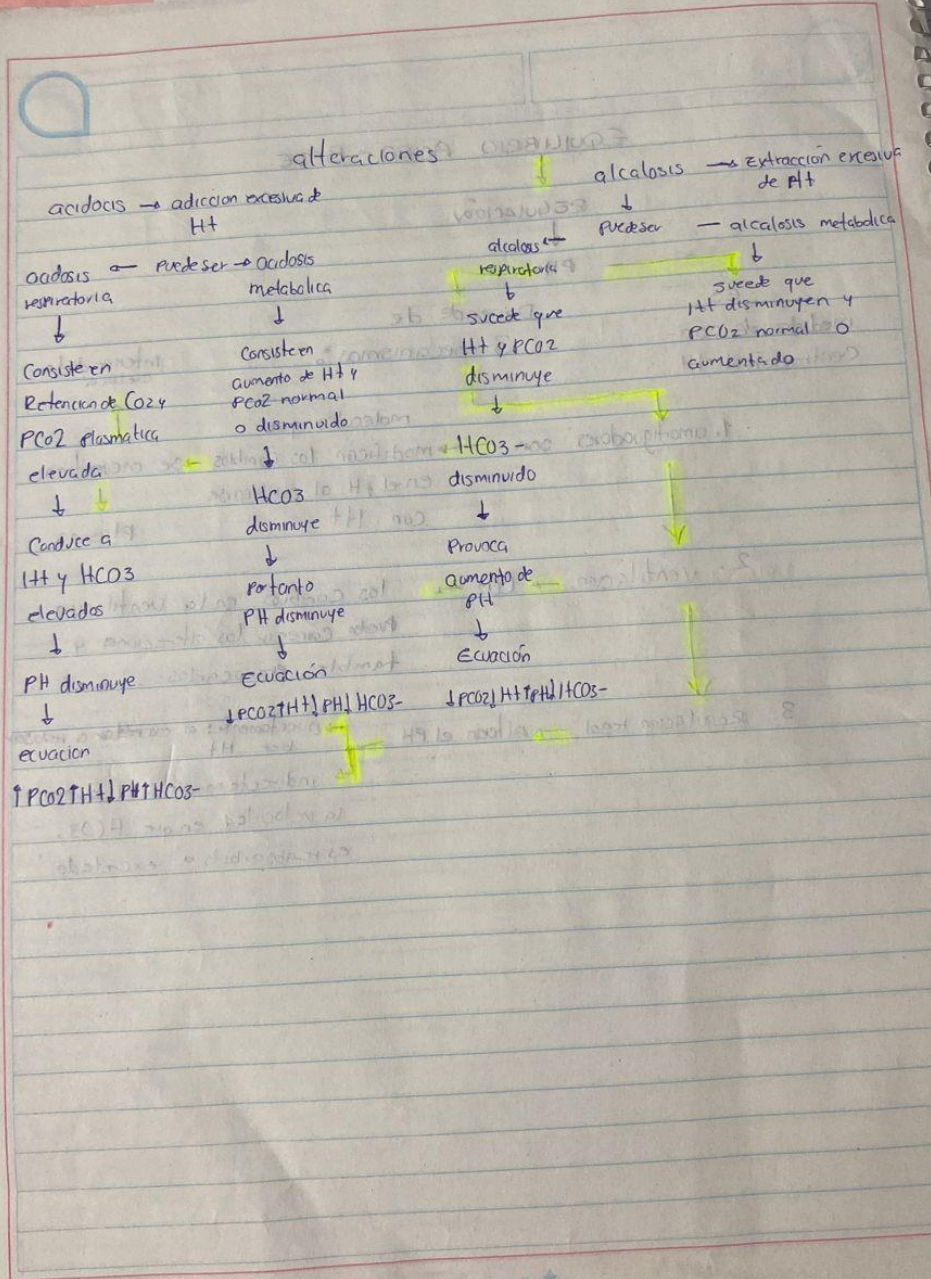 alteraciones
acidocis → adiccion excesiva de
H+
acidosis ← Puede ser → acidosis
respiratoria
metabolica
↓
↓
Consiste en
Retencion de CO2 y
PCO2 Plasmatica
elevada
↓
Conduce a
H+ y HCO3
elevados
↓
PH disminuye
↓
ecuacion
↑PCO2↑H+↓PH↑HCO3-
Consiste en
aumento de H+ y
PCO2 normal
o disminuido
↓
HCO3
disminuye
↓
Por tanto
PH disminuye
↓
Ecuación
↓PCO2↑H+↓PH↓HCO3-
alcalosis → Extracción excesiva
de H+
↓
Puede ser — alcalosis metabolica
alcalosis ←
respiratoria
↓
sucede que
H+ y PCO2
disminuye
↓
HCO3-
disminuido
↓
Provoca
aumento de
PH
↓
Ecuación
↓PCO2↓H+↑PH↓HCO3-
↓
sucede que
H+ disminuyen y
PCO2 normal o
aumentado